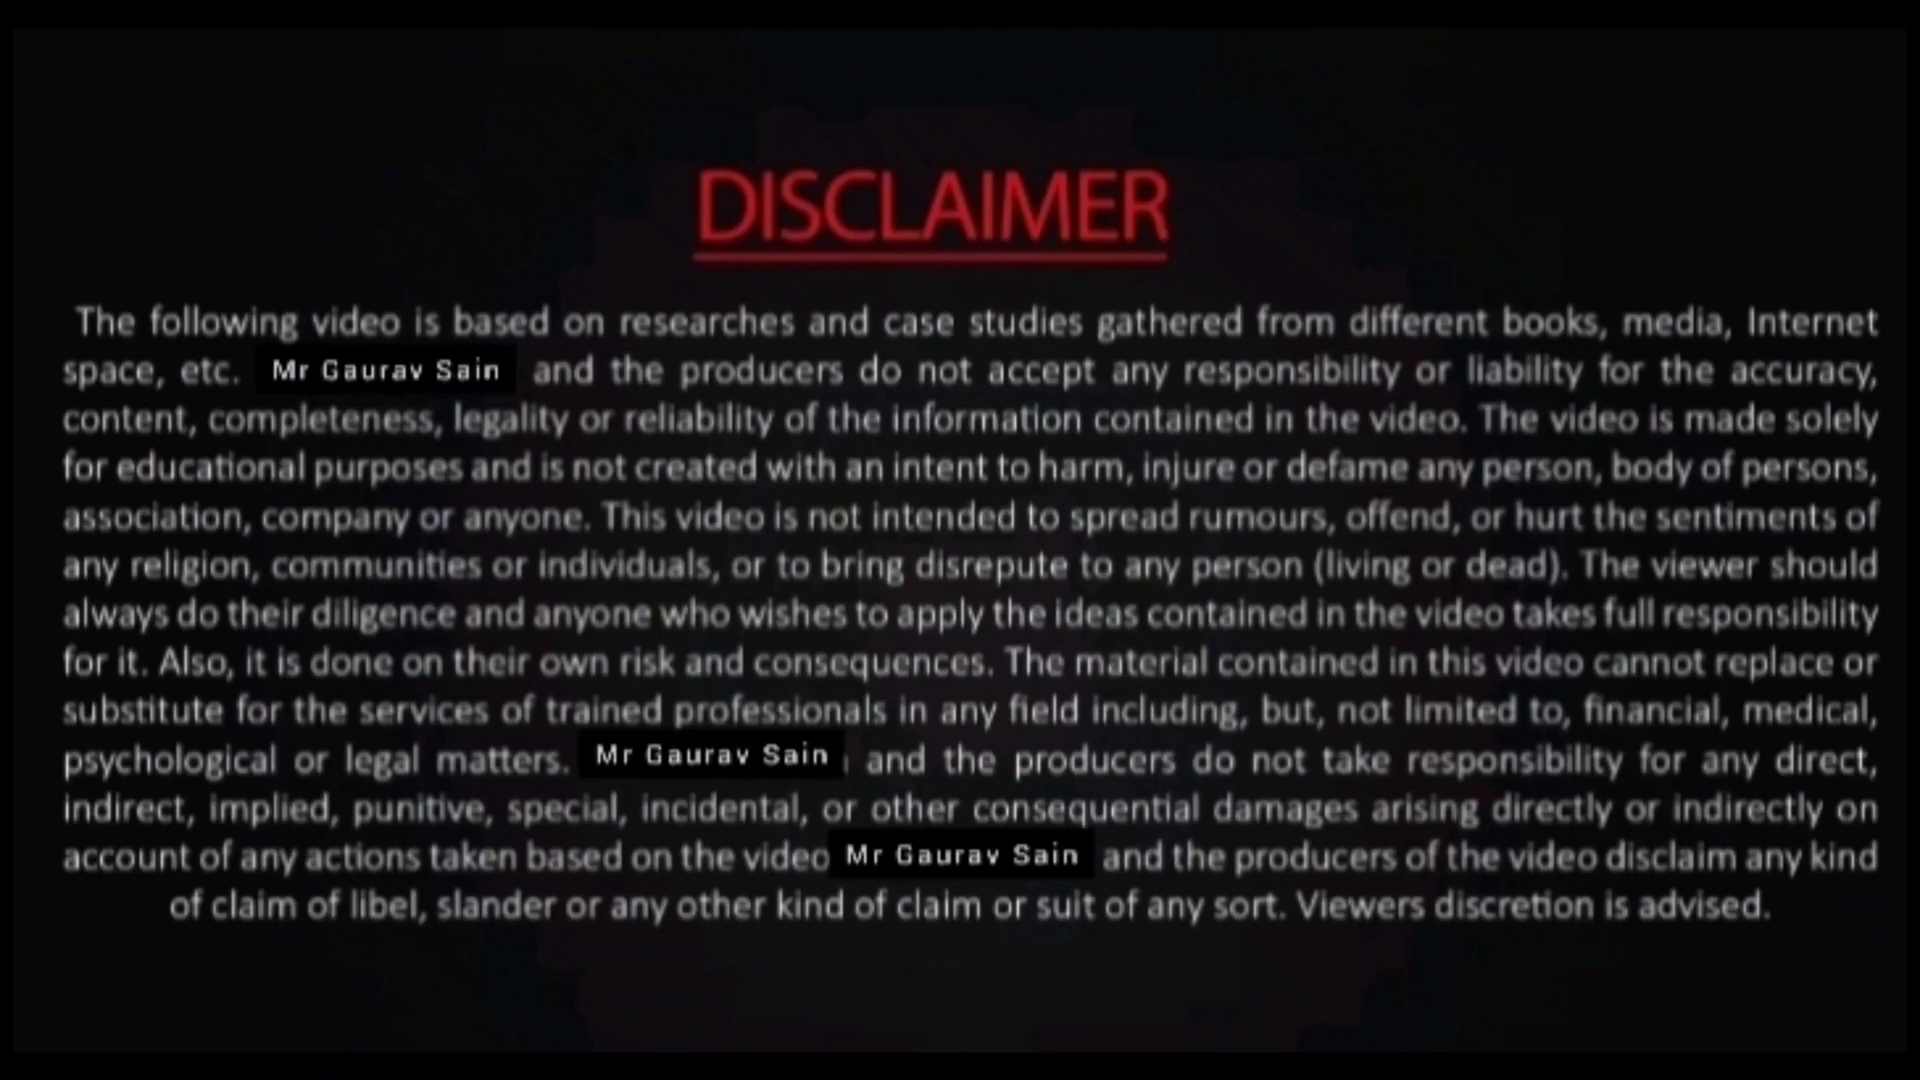 DISCLAIMER
The following video is based on researches and case studies gathered from different books, media, Internet
space, etc. Mr Gaurav Sain and the producers do not accept any responsibility or liability for the accuracy,
content, completeness, legality or reliability of the information contained in the video. The video is made solely
for educational purposes and is not created with an intent to harm, injure or defame any person, body of persons,
association, company or anyone. This video is not intended to spread rumours, offend, or hurt the sentiments of
any religion, communities or individuals, or to bring disrepute to any person (living or dead). The viewer should
always do their diligence and anyone who wishes to apply the ideas contained in the video takes full responsibility
for it. Also, it is done on their own risk and consequences. The material contained in this video cannot replace or
substitute for the services of trained professionals in any field including, but, not limited to, financial, medical,
psychological or legal matters. Mr Gaurav Sain and the producers do not take responsibility for any direct,
indirect, implied, punitive, special, incidental, or other consequential damages arising directly or indirectly on
account of any actions taken based on the video Mr Gaurav Sain and the producers of the video disclaim any kind
of claim of libel, slander or any other kind of claim or suit of any sort. Viewers discretion is advised.